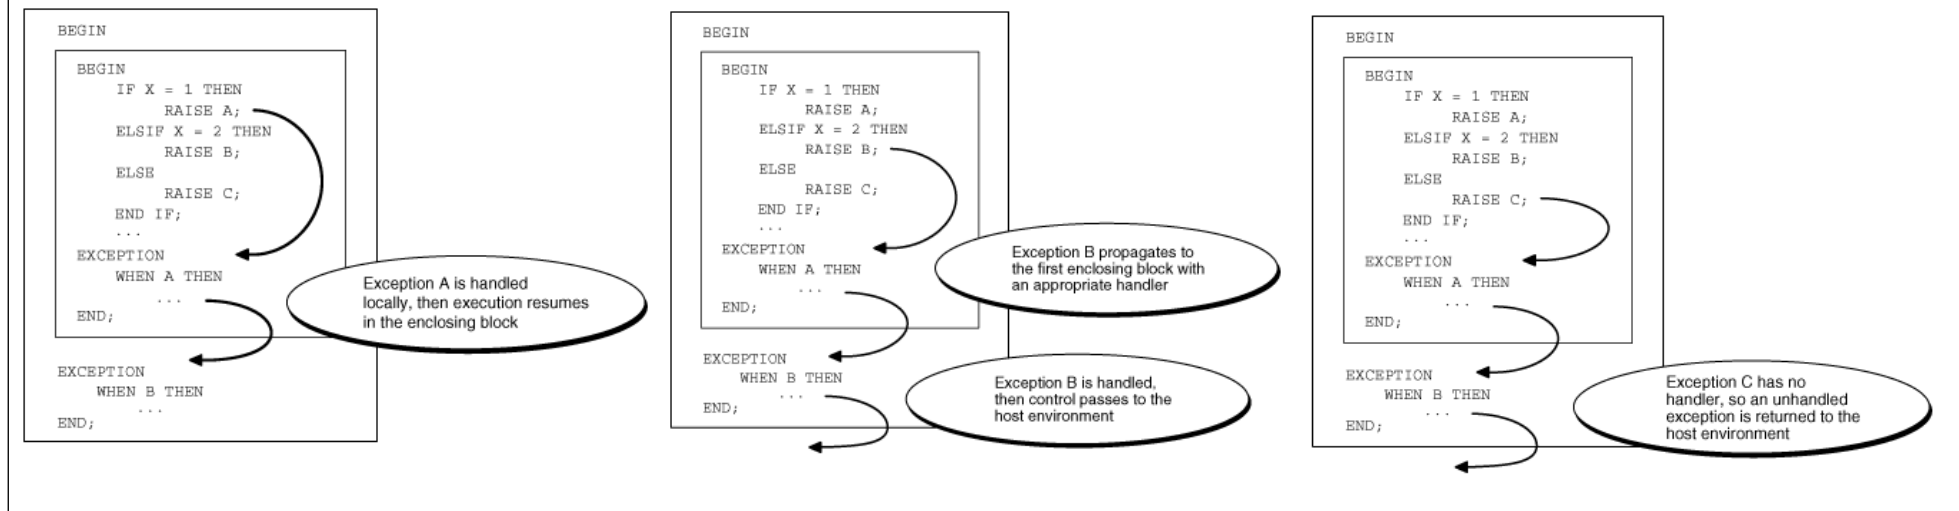 BEGIN
BEGIN
IF X = 1 THEN
RAISE A;
ELSIF X = 2 THEN
RAISE B;
ELSE
RAISE C;
END IF;
...
EXCEPTION
WHEN A THEN
...
END;
EXCEPTION
WHEN B THEN
...
END;
Exception A is handled
locally, then execution resumes
in the enclosing block
BEGIN
BEGIN
IF X = 1 THEN
RAISE A;
ELSIF X = 2 THEN
RAISE B;
ELSE
RAISE C;
END IF;
...
EXCEPTION
WHEN A THEN
...
END;
EXCEPTION
WHEN B THEN
...
END;
Exception B propagates to
the first enclosing block with
an appropriate handler
Exception B is handled,
then control passes to the
host environment
BEGIN
BEGIN
IF X = 1 THEN
RAISE A;
ELSIF X = 2 THEN
RAISE B;
ELSE
RAISE C;
END IF;
...
EXCEPTION
WHEN A THEN
...
END;
EXCEPTION
WHEN B THEN
...
END;
Exception C has no
handler, so an unhandled
exception is returned to the
host environment